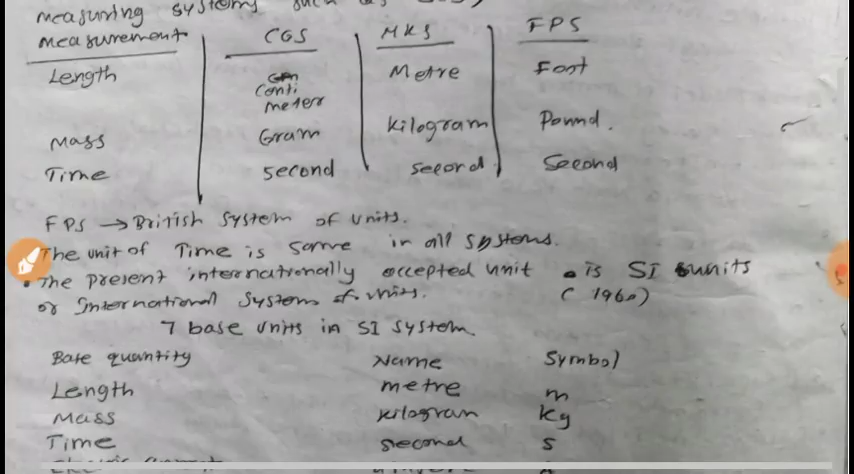 measuring systems such as
measurement CGS MKS FPS
Length Centi Metre Foot
meter
Mass Gram Kilogram Pound.
Time second second Second
FPS → British System of units.
The unit of Time is same in all systems.
• The present internationally accepted unit is SI units
or International System of units. (1960)
7 base units in SI system.
Base quantity Name Symbol
Length metre m
Mass kilogram kg
Time second s